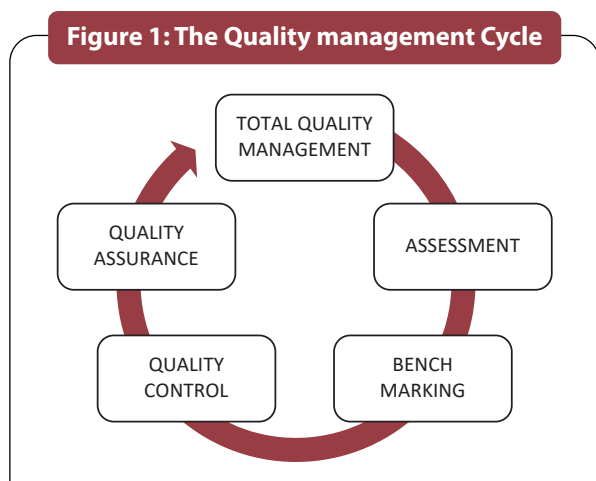 Figure 1: The Quality management Cycle
TOTAL QUALITY
MANAGEMENT
ASSESSMENT
BENCH
MARKING
QUALITY
CONTROL
QUALITY
ASSURANCE